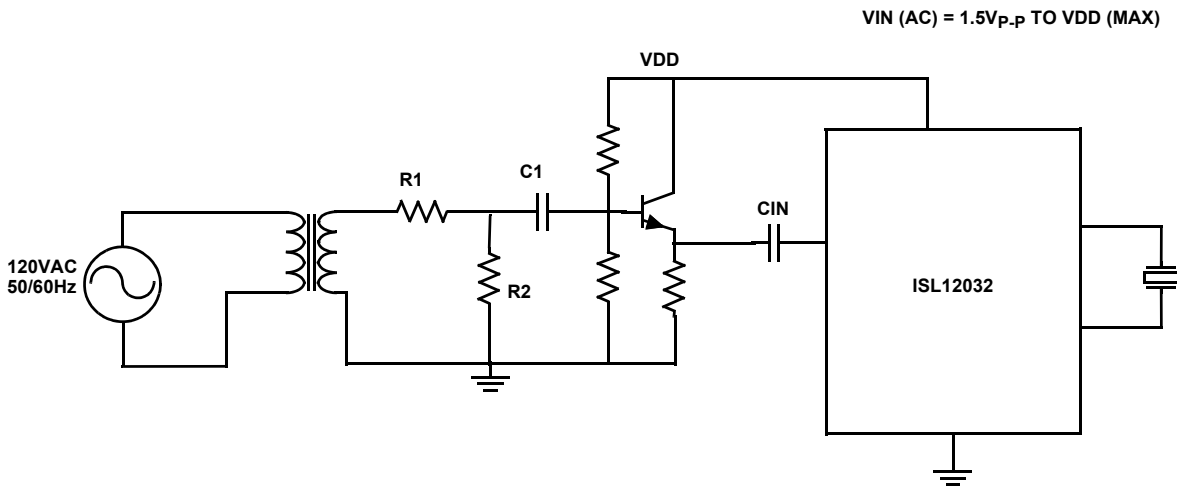 VIN (AC) = 1.5VP-P TO VDD (MAX)
VDD
C1
R1
CIN
120VAC
50/60Hz
R2
ISL12032